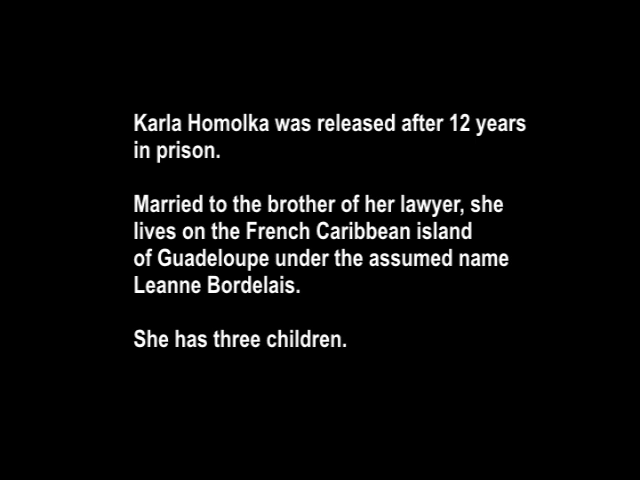 Karla Homolka was released after 12 years
in prison.
Married to the brother of her lawyer, she
lives on the French Caribbean island
of Guadeloupe under the assumed name
Leanne Bordelais.
She has three children.